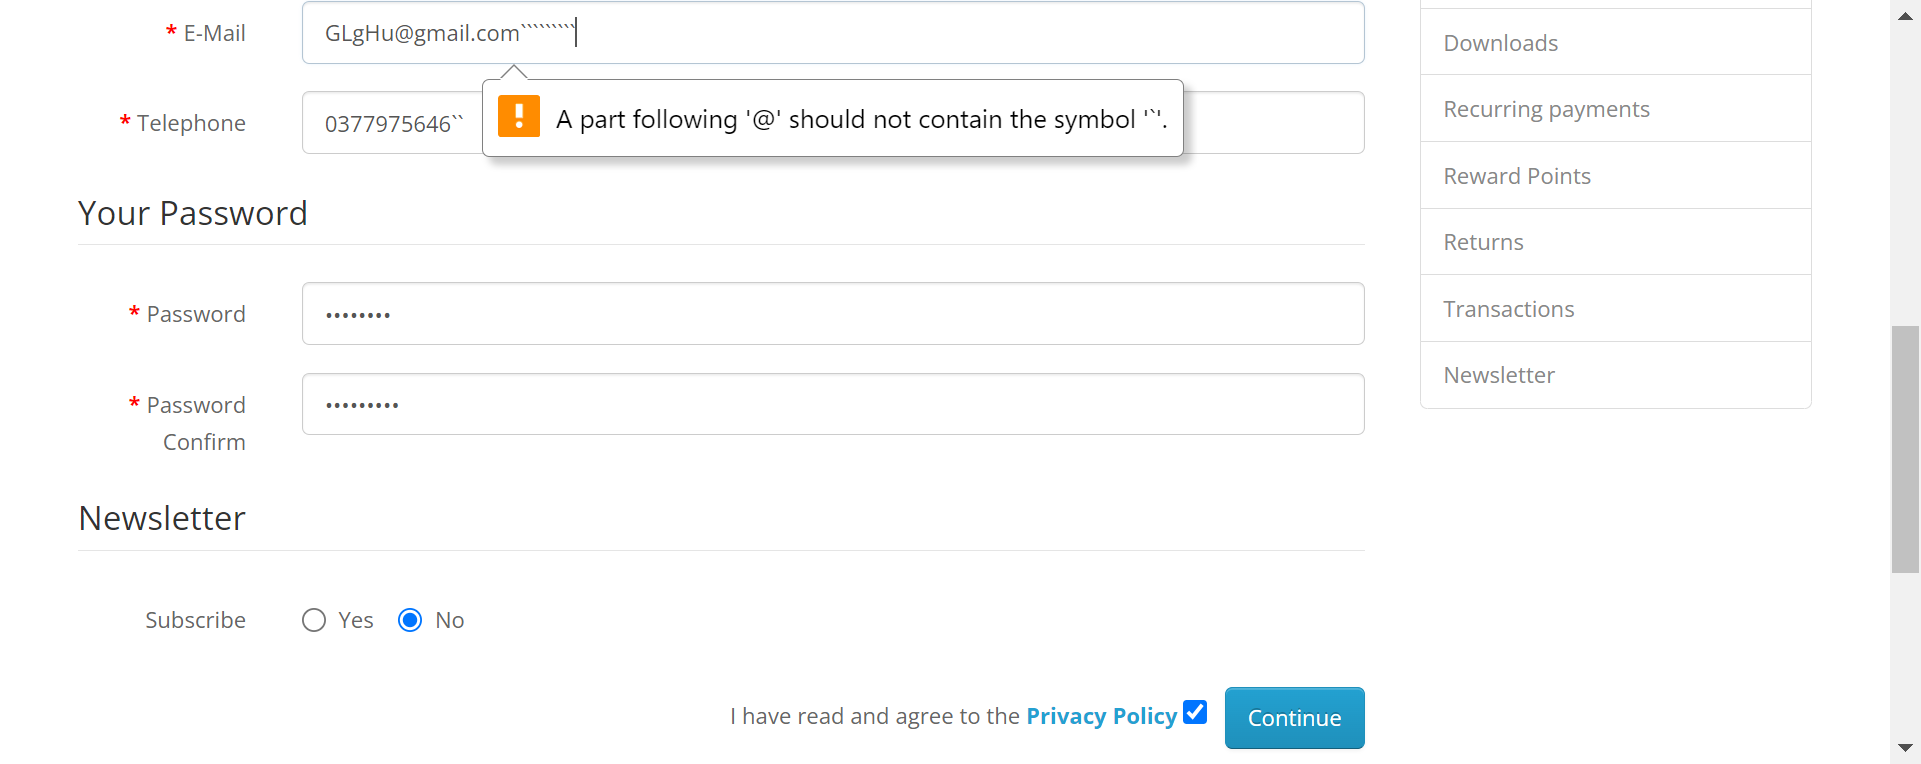 * E-Mail
GLgHu@gmail.com`````````
* Telephone
0377975646``
A part following '@' should not contain the symbol '`'.
Your Password
* Password
••••••••
* Password
Confirm
•••••••••
Newsletter
Subscribe
Yes
No
I have read and agree to the Privacy Policy
Continue
Downloads
Recurring payments
Reward Points
Returns
Transactions
Newsletter